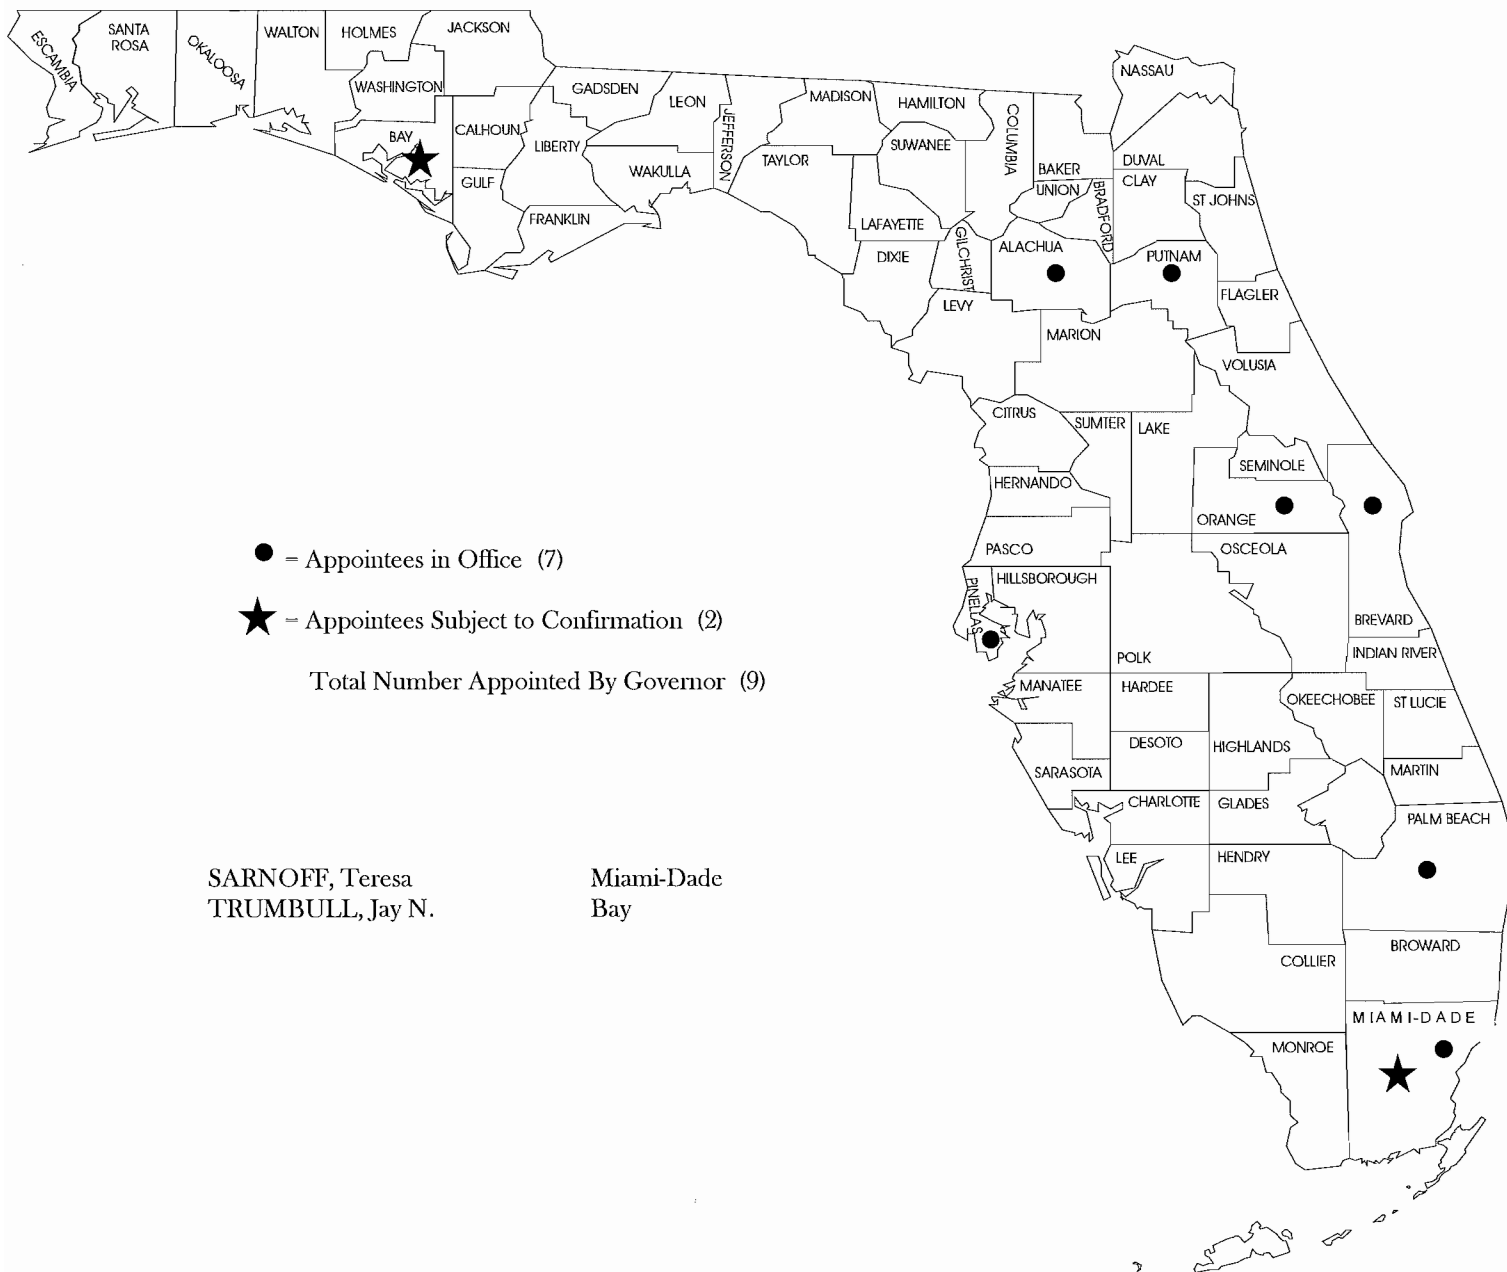 SANTA
ROSA
WALTON
HOLMES
JACKSON
ESCAMBIA
OKALOOSA
WASHINGTON
GADSDEN
LEON
JEFFERSON
MADISON
HAMILTON
COLUMBIA
NASSAU
BAY
CALHOUN
LIBERTY
WAKULLA
TAYLOR
SUWANEE
BAKER
DUVAL
GULF
FRANKLIN
LAFAYETTE
UNION
BRADFORD
CLAY
ST JOHNS
DIXIE
GILCHRIST
ALACHUA
PUTNAM
LEVY
FLAGLER
MARION
VOLUSIA
CITRUS
SUMTER
LAKE
SEMINOLE
HERNANDO
ORANGE
PASCO
OSCEOLA
= Appointees in Office (7)
PINELLAS
HILLSBOROUGH
= Appointees Subject to Confirmation (2)
BREVARD
POLK
INDIAN RIVER
Total Number Appointed By Governor (9)
MANATEE
HARDEE
OKEECHOBEE
ST LUCIE
DESOTO
HIGHLANDS
SARASOTA
MARTIN
CHARLOTTE
GLADES
PALM BEACH
LEE
HENDRY
SARNOFF, Teresa Miami-Dade
TRUMBULL, Jay N. Bay
BROWARD
COLLIER
MIAMI-DADE
MONROE